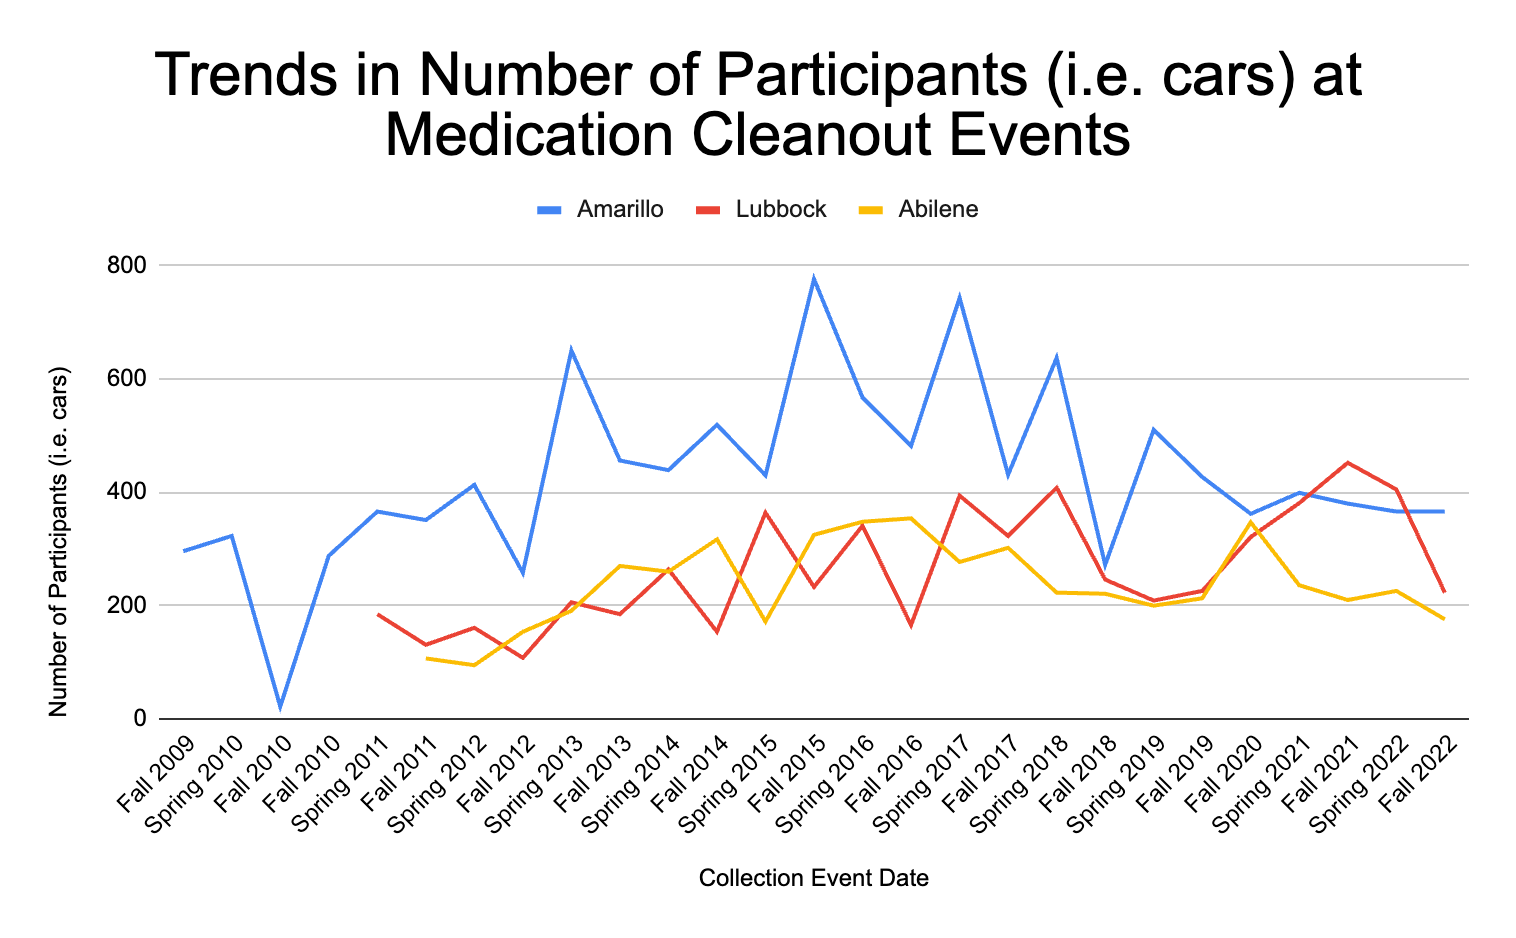 Trends in Number of Participants (i.e. cars) at
Medication Cleanout Events
Amarillo
Lubbock
Abilene
Number of Participants (i.e. cars)
800
600
400
200
0
Fall 2009
Spring 2010
Fall 2010
Fall 2010
Spring 2011
Fall 2011
Spring 2012
Fall 2012
Spring 2013
Fall 2013
Spring 2014
Fall 2014
Spring 2015
Fall 2015
Spring 2016
Fall 2016
Spring 2017
Fall 2017
Spring 2018
Fall 2018
Spring 2019
Fall 2019
Fall 2020
Spring 2021
Fall 2021
Spring 2022
Fall 2022
Collection Event Date